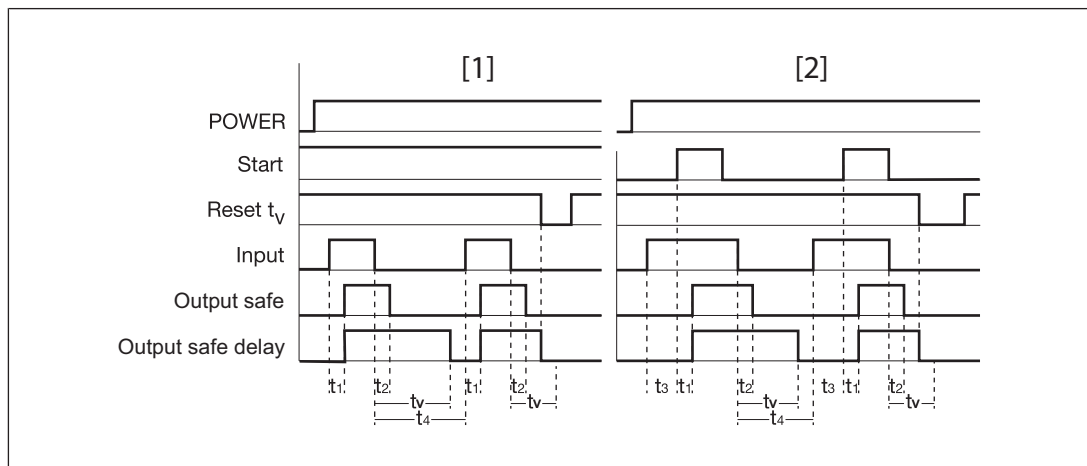 [1] [2]
POWER
Start
Reset tV
Input
Output safe
Output safe delay
t1 t2 t1 t2 t3 t1 t2 t3 t1 t2
tv tv tv tv
t4 t4